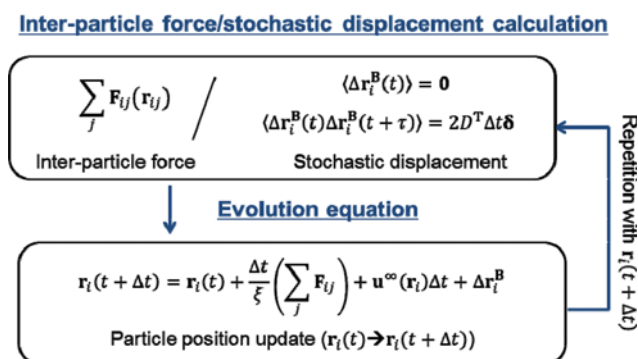 Inter-particle force/stochastic displacement calculation
∑_j F_ij(r_ij) / ⟨Δr_i^B(t)⟩ = 0
⟨Δr_i^B(t)Δr_i^B(t + τ)⟩ = 2D^TΔtδ
Inter-particle force Stochastic displacement
Evolution equation
r_i(t + Δt) = r_i(t) + Δt/ξ (∑_j F_ij) + u^∞(r_i)Δt + Δr_i^B
Particle position update (r_i(t)➔r_i(t + Δt))
Repetition with r_i(t + Δt)